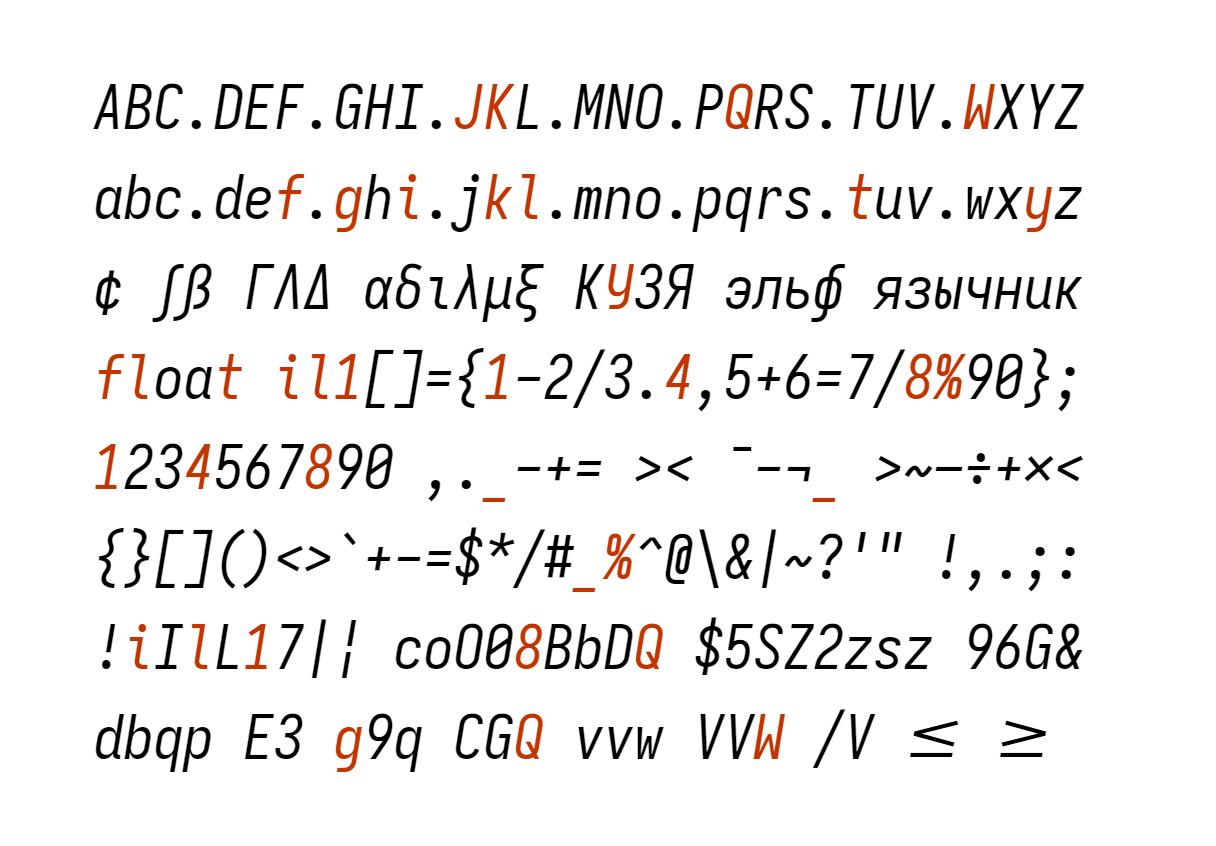 ABC.DEF.GHI.JKL.MNO.PQRS.TUV.WXYZ
abc.def.ghi.jkl.mno.pqrs.tuv.wxyz
¢ ∫ß ΓΛΔ αδιλμξ КУЗЯ эльф язычник
float il1[]={1-2/3.4,5+6=7/8%90};
1234567890 ,._-+= >< ¯-¬_ >~–÷+×<
{}[]()<>`+-=$*/#_%^@\&|~?'" !,.;:
!iIlL17|¦ coO08BbDQ $5SZ2zsz 96G&
dbqp E3 g9q CGQ vvw VVW /V ≤ ≥